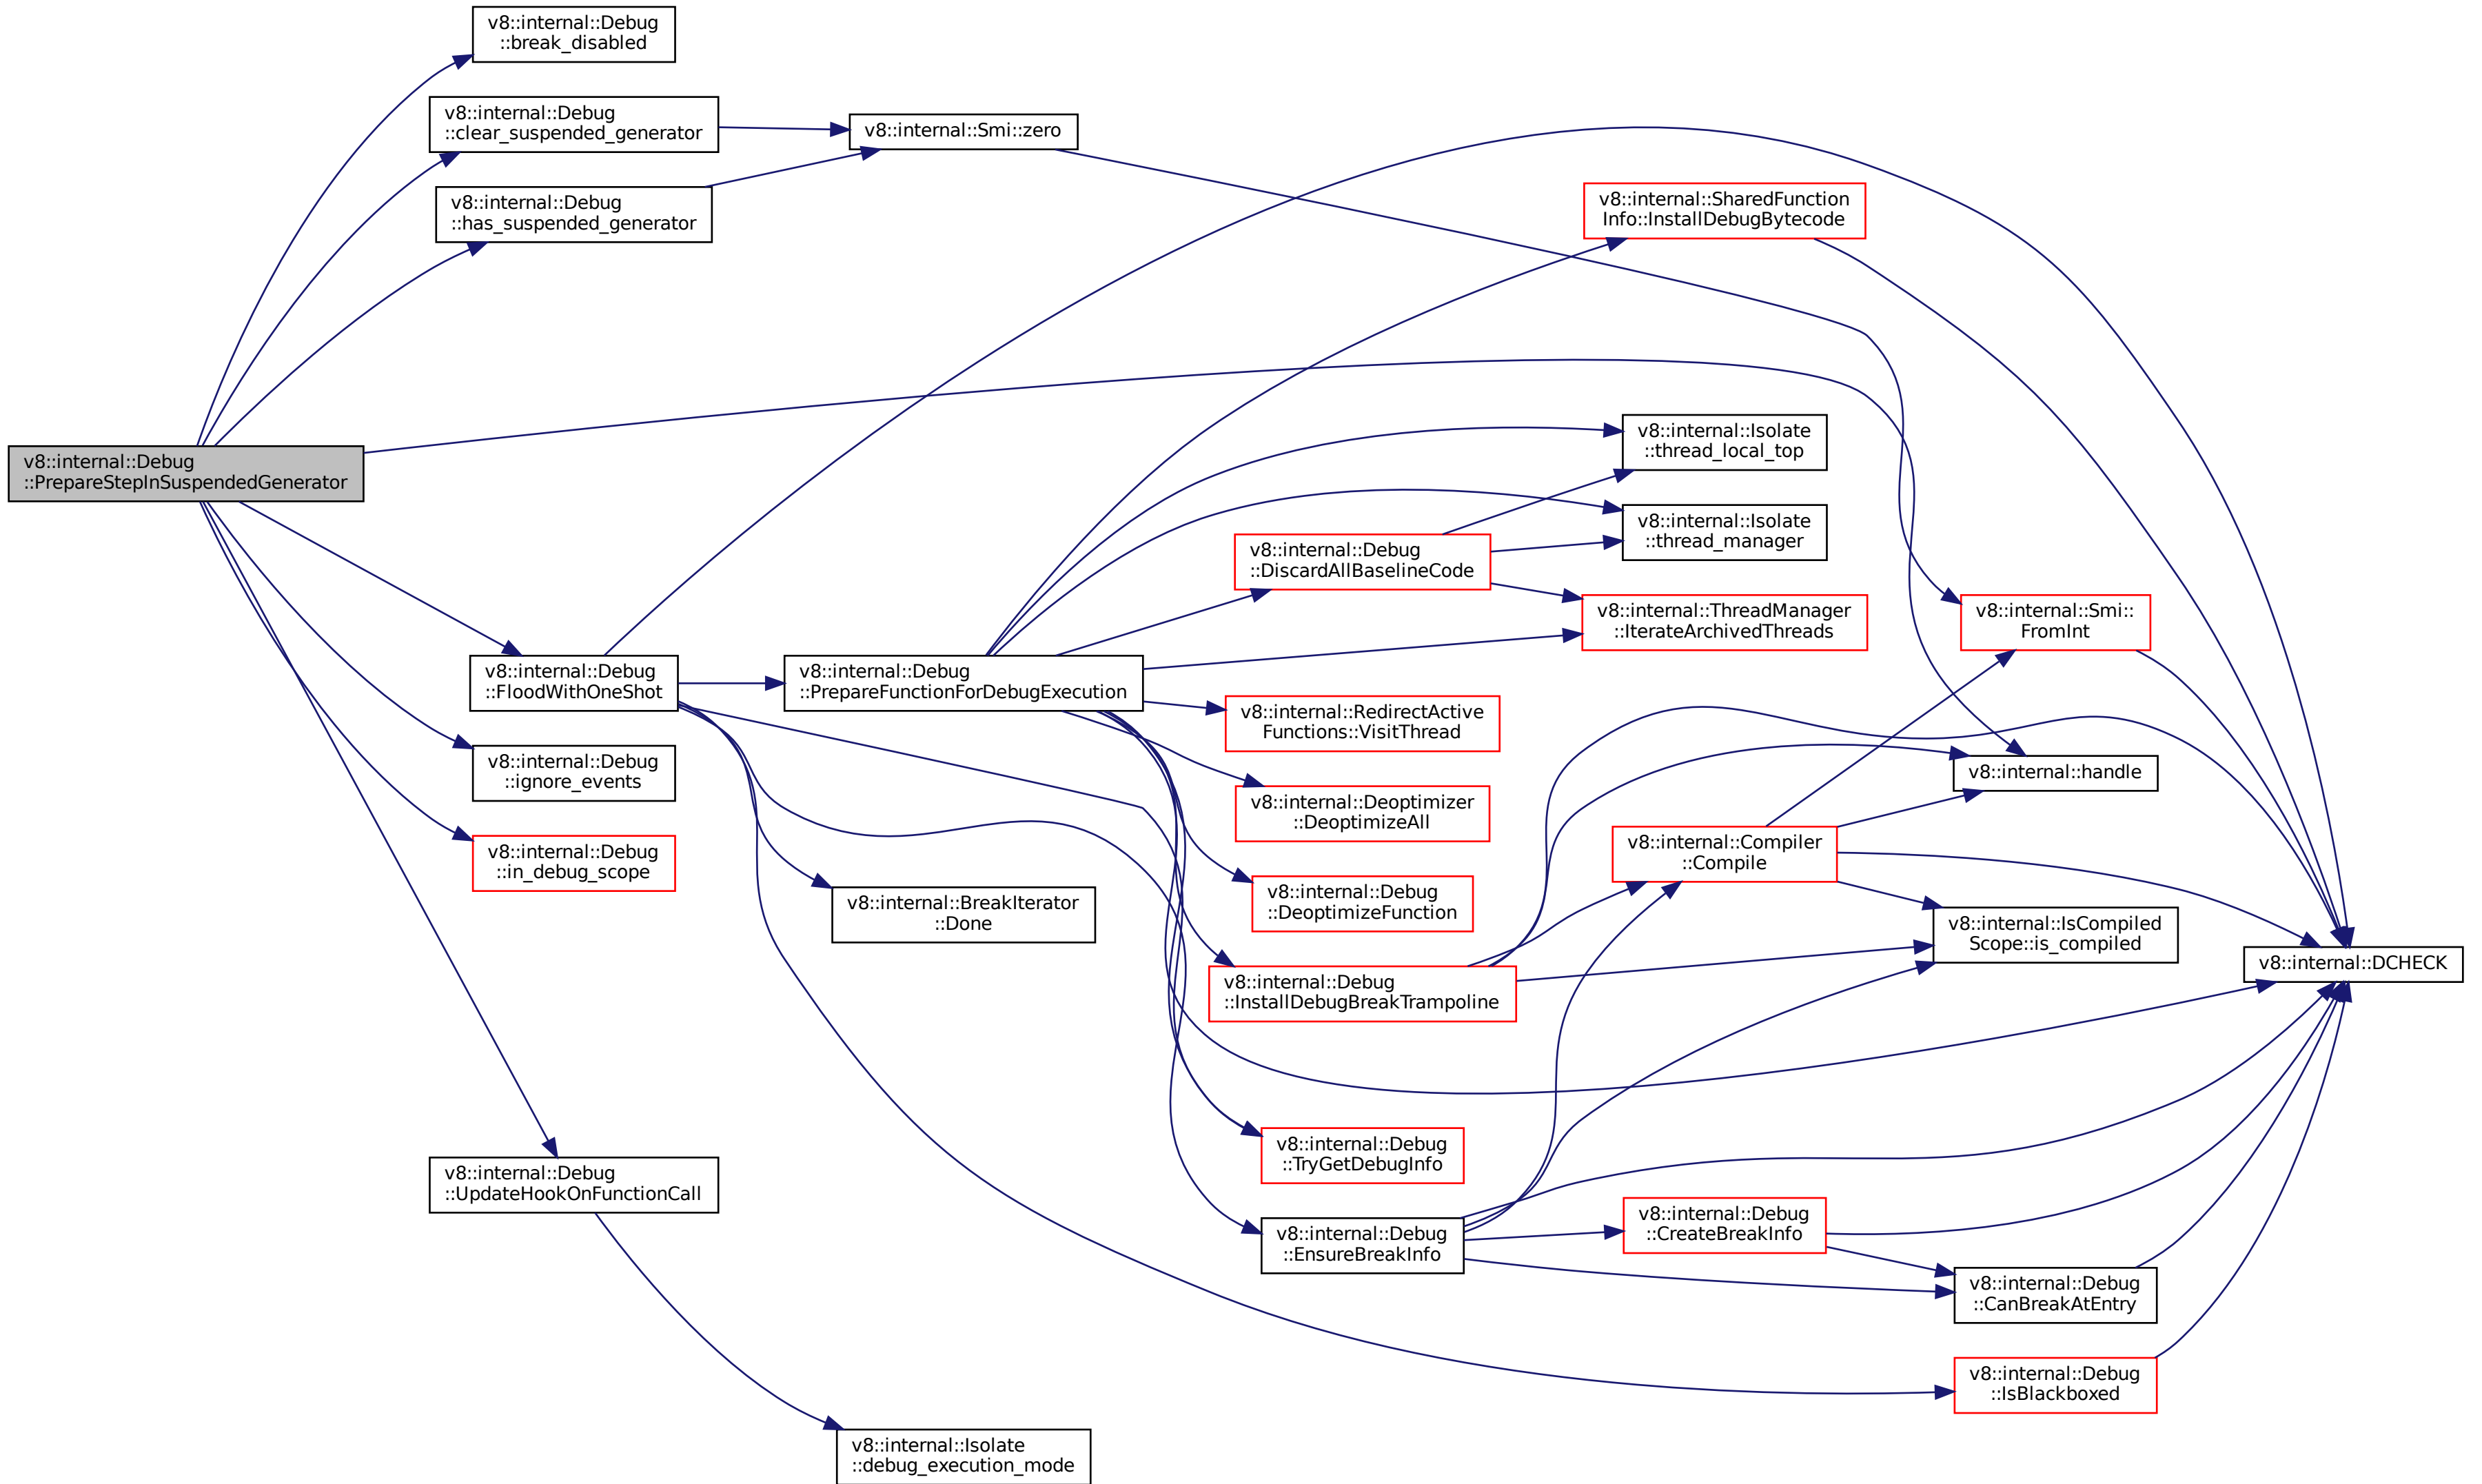 v8::internal::Debug
::break_disabled
v8::internal::Debug
::clear_suspended_generator
v8::internal::Smi::zero
v8::internal::Debug
::has_suspended_generator
v8::internal::SharedFunction
Info::InstallDebugBytecode
v8::internal::Isolate
::thread_local_top
v8::internal::Debug
::PrepareStepInSuspendedGenerator
v8::internal::Isolate
::thread_manager
v8::internal::Debug
::DiscardAllBaselineCode
v8::internal::ThreadManager
::IterateArchivedThreads
v8::internal::Smi::
FromInt
v8::internal::Debug
::FloodWithOneShot
v8::internal::Debug
::PrepareFunctionForDebugExecution
v8::internal::RedirectActive
Functions::VisitThread
v8::internal::Debug
::ignore_events
v8::internal::handle
v8::internal::Deoptimizer
::DeoptimizeAll
v8::internal::Debug
::in_debug_scope
v8::internal::Compiler
::Compile
v8::internal::Debug
::DeoptimizeFunction
v8::internal::BreakIterator
::Done
v8::internal::IsCompiled
Scope::is_compiled
v8::internal::DCHECK
v8::internal::Debug
::InstallDebugBreakTrampoline
v8::internal::Debug
::TryGetDebugInfo
v8::internal::Debug
::UpdateHookOnFunctionCall
v8::internal::Debug
::CreateBreakInfo
v8::internal::Debug
::EnsureBreakInfo
v8::internal::Debug
::CanBreakAtEntry
v8::internal::Debug
::IsBlackboxed
v8::internal::Isolate
::debug_execution_mode